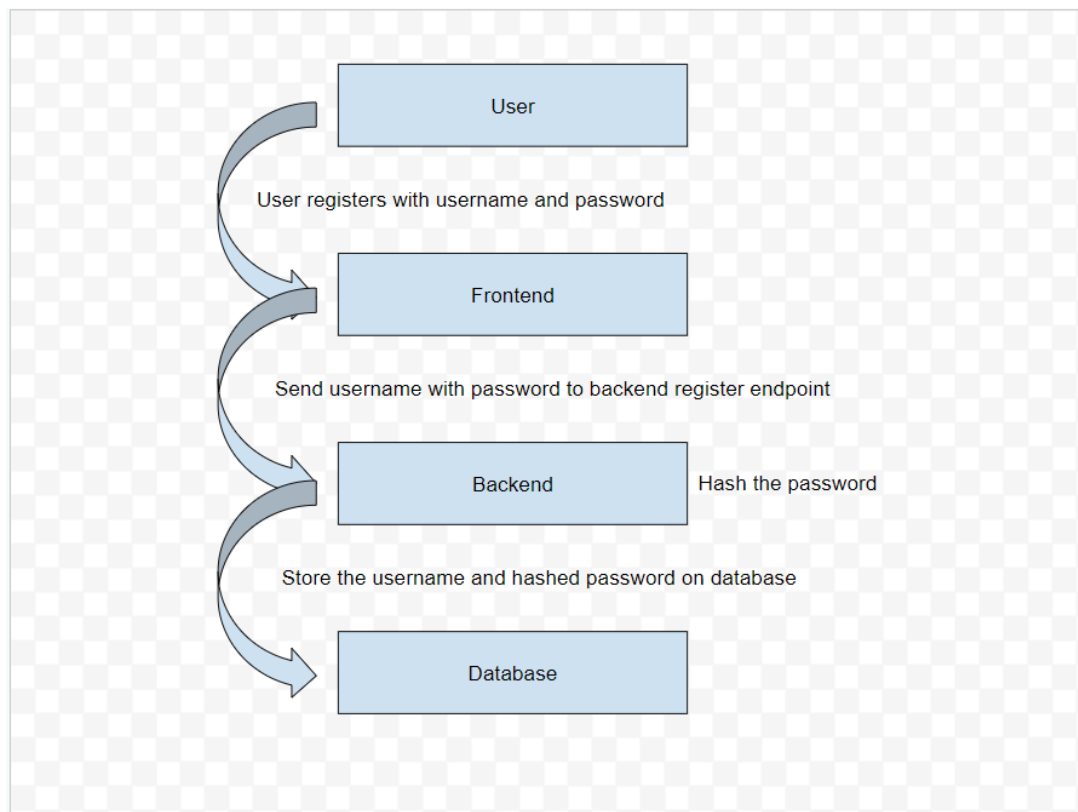 User
User registers with username and password
Frontend
Send username with password to backend register endpoint
Backend
Hash the password
Store the username and hashed password on database
Database